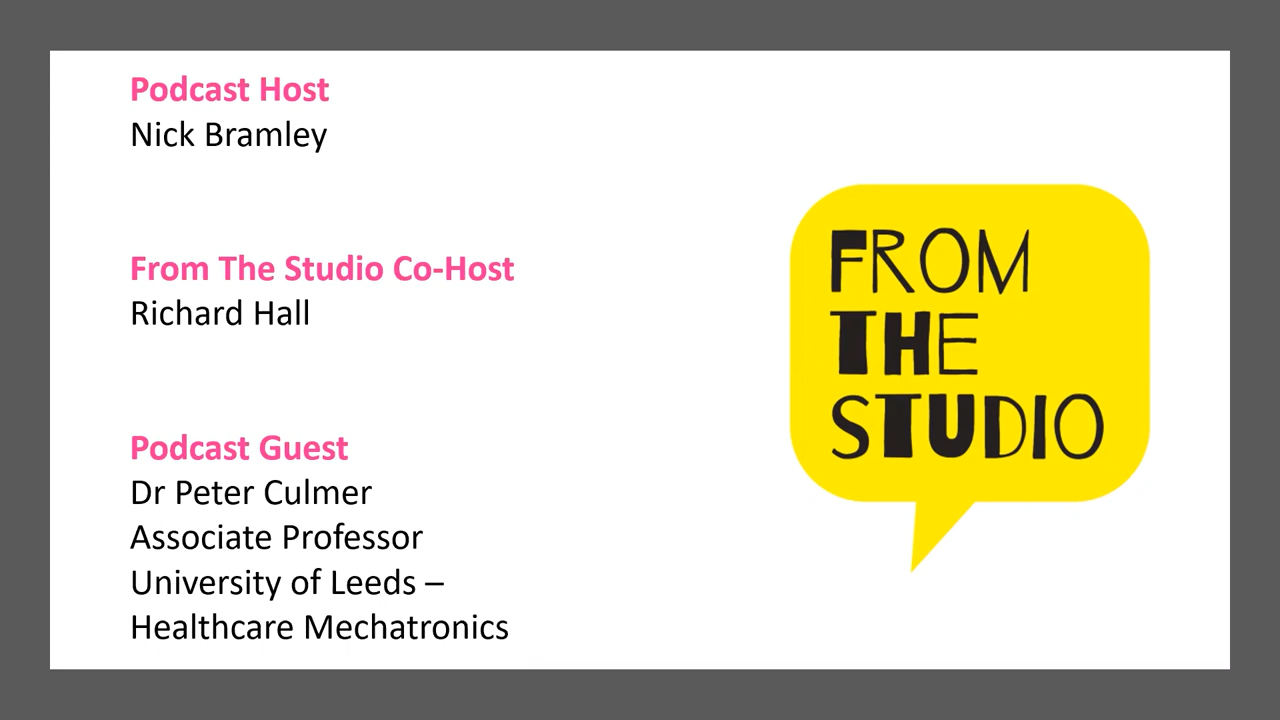 Podcast Host
Nick Bramley
From The Studio Co-Host
Richard Hall
Podcast Guest
Dr Peter Culmer
Associate Professor
University of Leeds –
Healthcare Mechatronics
FROM
THE
STUDIO